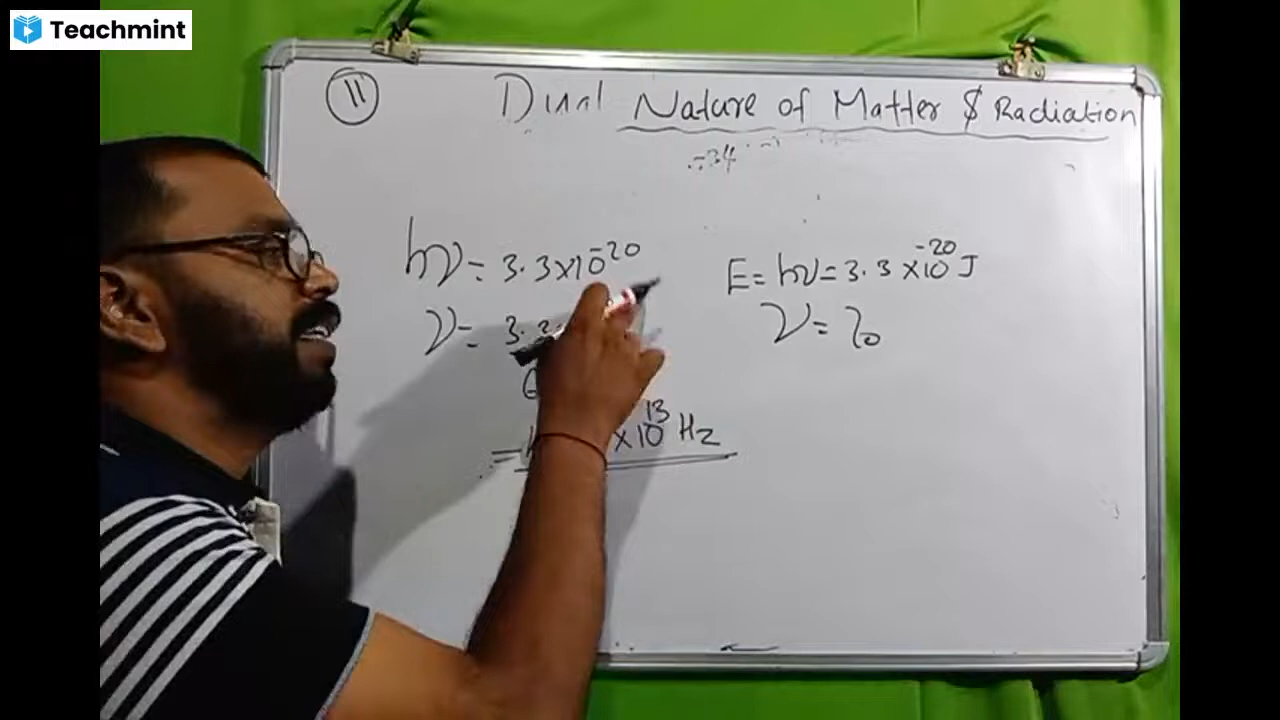 Teachmint
11 Dual Nature of Matter & Radiation
-34
hν = 3.3×10⁻²⁰
E = hν = 3.3 ×10⁻²⁰ J
ν = 3.3
ν = ?
= ×10¹³ Hz